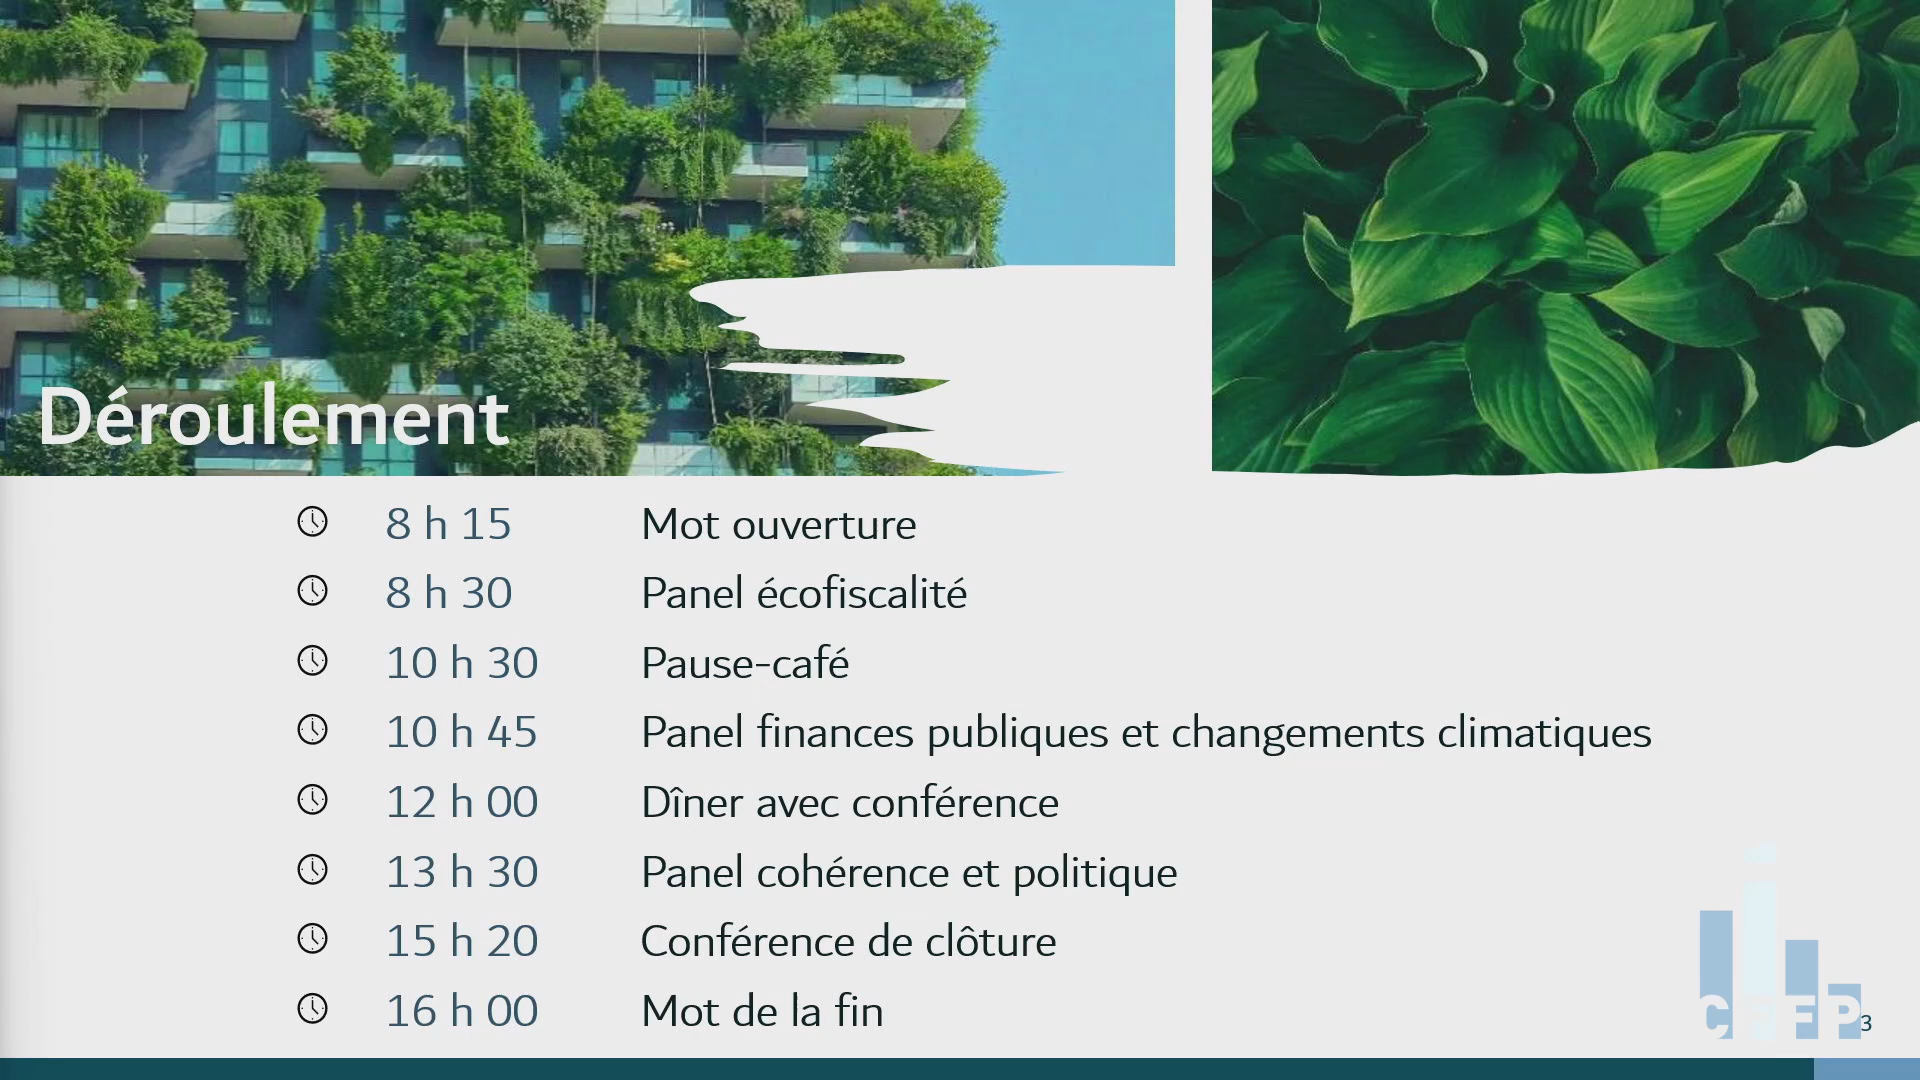 Déroulement
8 h 15 Mot ouverture
8 h 30 Panel écofiscalité
10 h 30 Pause-café
10 h 45 Panel finances publiques et changements climatiques
12 h 00 Dîner avec conférence
13 h 30 Panel cohérence et politique
15 h 20 Conférence de clôture
16 h 00 Mot de la fin
3